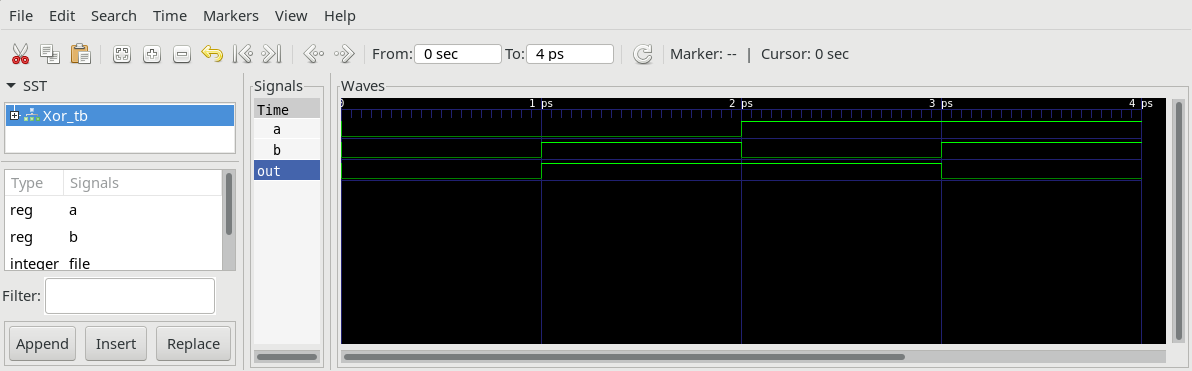 File Edit Search Time Markers View Help
From: 0 sec To: 4 ps Marker: -- | Cursor: 0 sec
SST
Xor_tb
Type Signals
reg a
reg b
integer file
Filter:
Append Insert Replace
Signals
Time
a
b
out
Waves
0 1 ps 2 ps 3 ps 4 ps